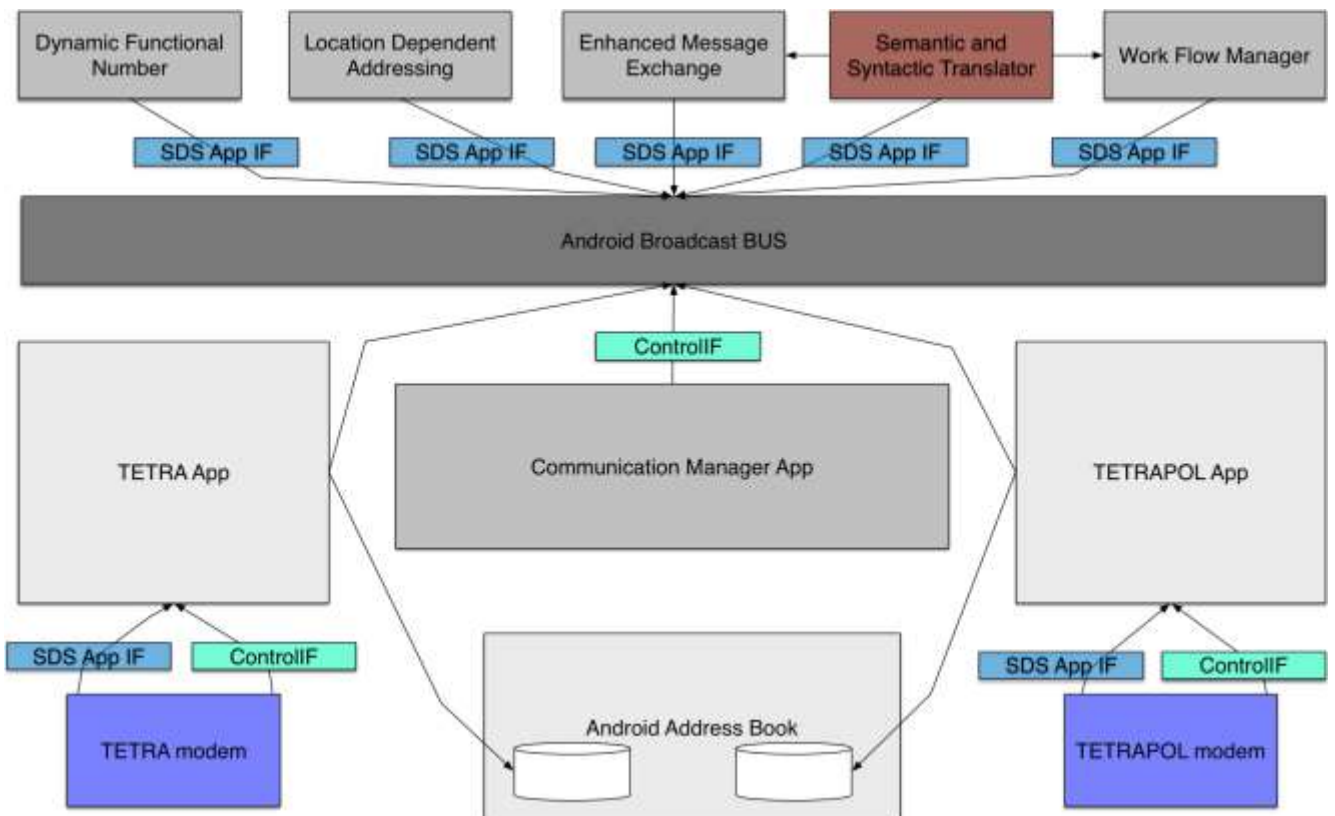 Dynamic Functional
Number
Location Dependent
Addressing
Enhanced Message
Exchange
Semantic and
Syntactic Translator
Work Flow Manager
SDS App IF
SDS App IF
SDS App IF
SDS App IF
SDS App IF
Android Broadcast BUS
ControlIF
TETRA App
Communication Manager App
TETRAPOL App
SDS App IF
ControlIF
SDS App IF
ControlIF
Android Address Book
TETRA modem
TETRAPOL modem